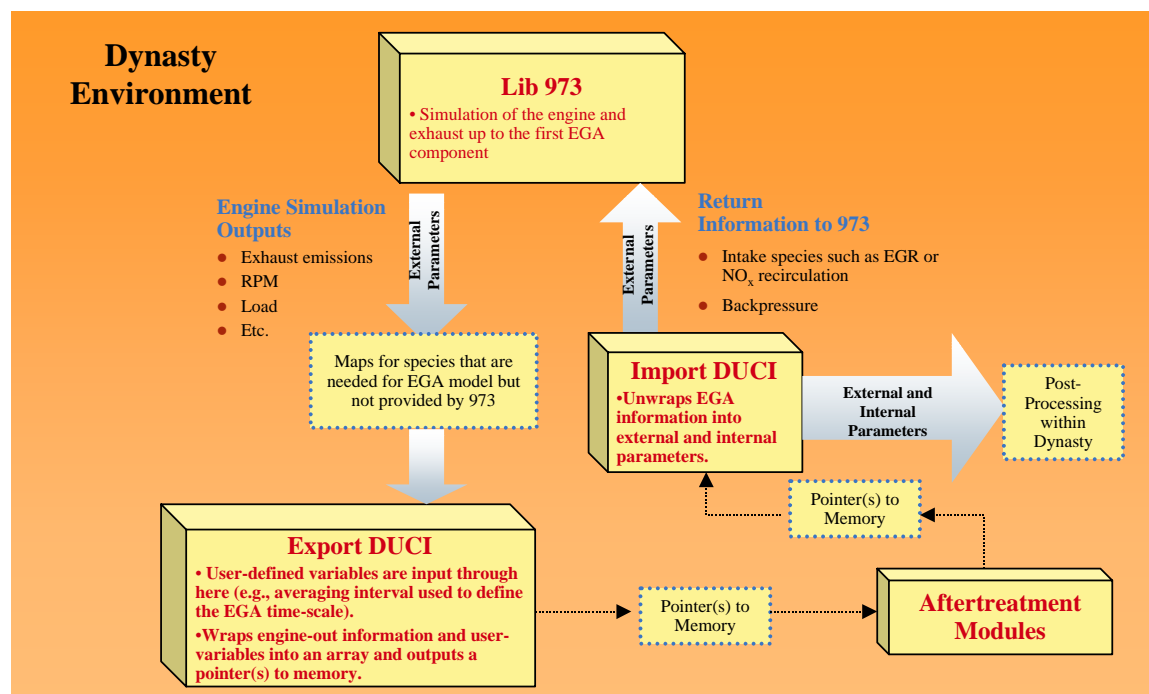 Dynasty
Environment
Lib 973
• Simulation of the engine and
exhaust up to the first EGA
component
Engine Simulation
Outputs
● Exhaust emissions
● RPM
● Load
● Etc.
External
Parameters
External
Parameters
Return
Information to 973
● Intake species such as EGR or
NOx recirculation
● Backpressure
Maps for species that are
needed for EGA model but
not provided by 973
Import DUCI
•Unwraps EGA
information into
external and internal
parameters.
External and
Internal
Parameters
Post-
Processing
within
Dynasty
Pointer(s) to
Memory
Export DUCI
• User-defined variables are input through
here (e.g., averaging interval used to define
the EGA time-scale).
•Wraps engine-out information and user-
variables into an array and outputs a
pointer(s) to memory.
Pointer(s) to
Memory
Aftertreatment
Modules